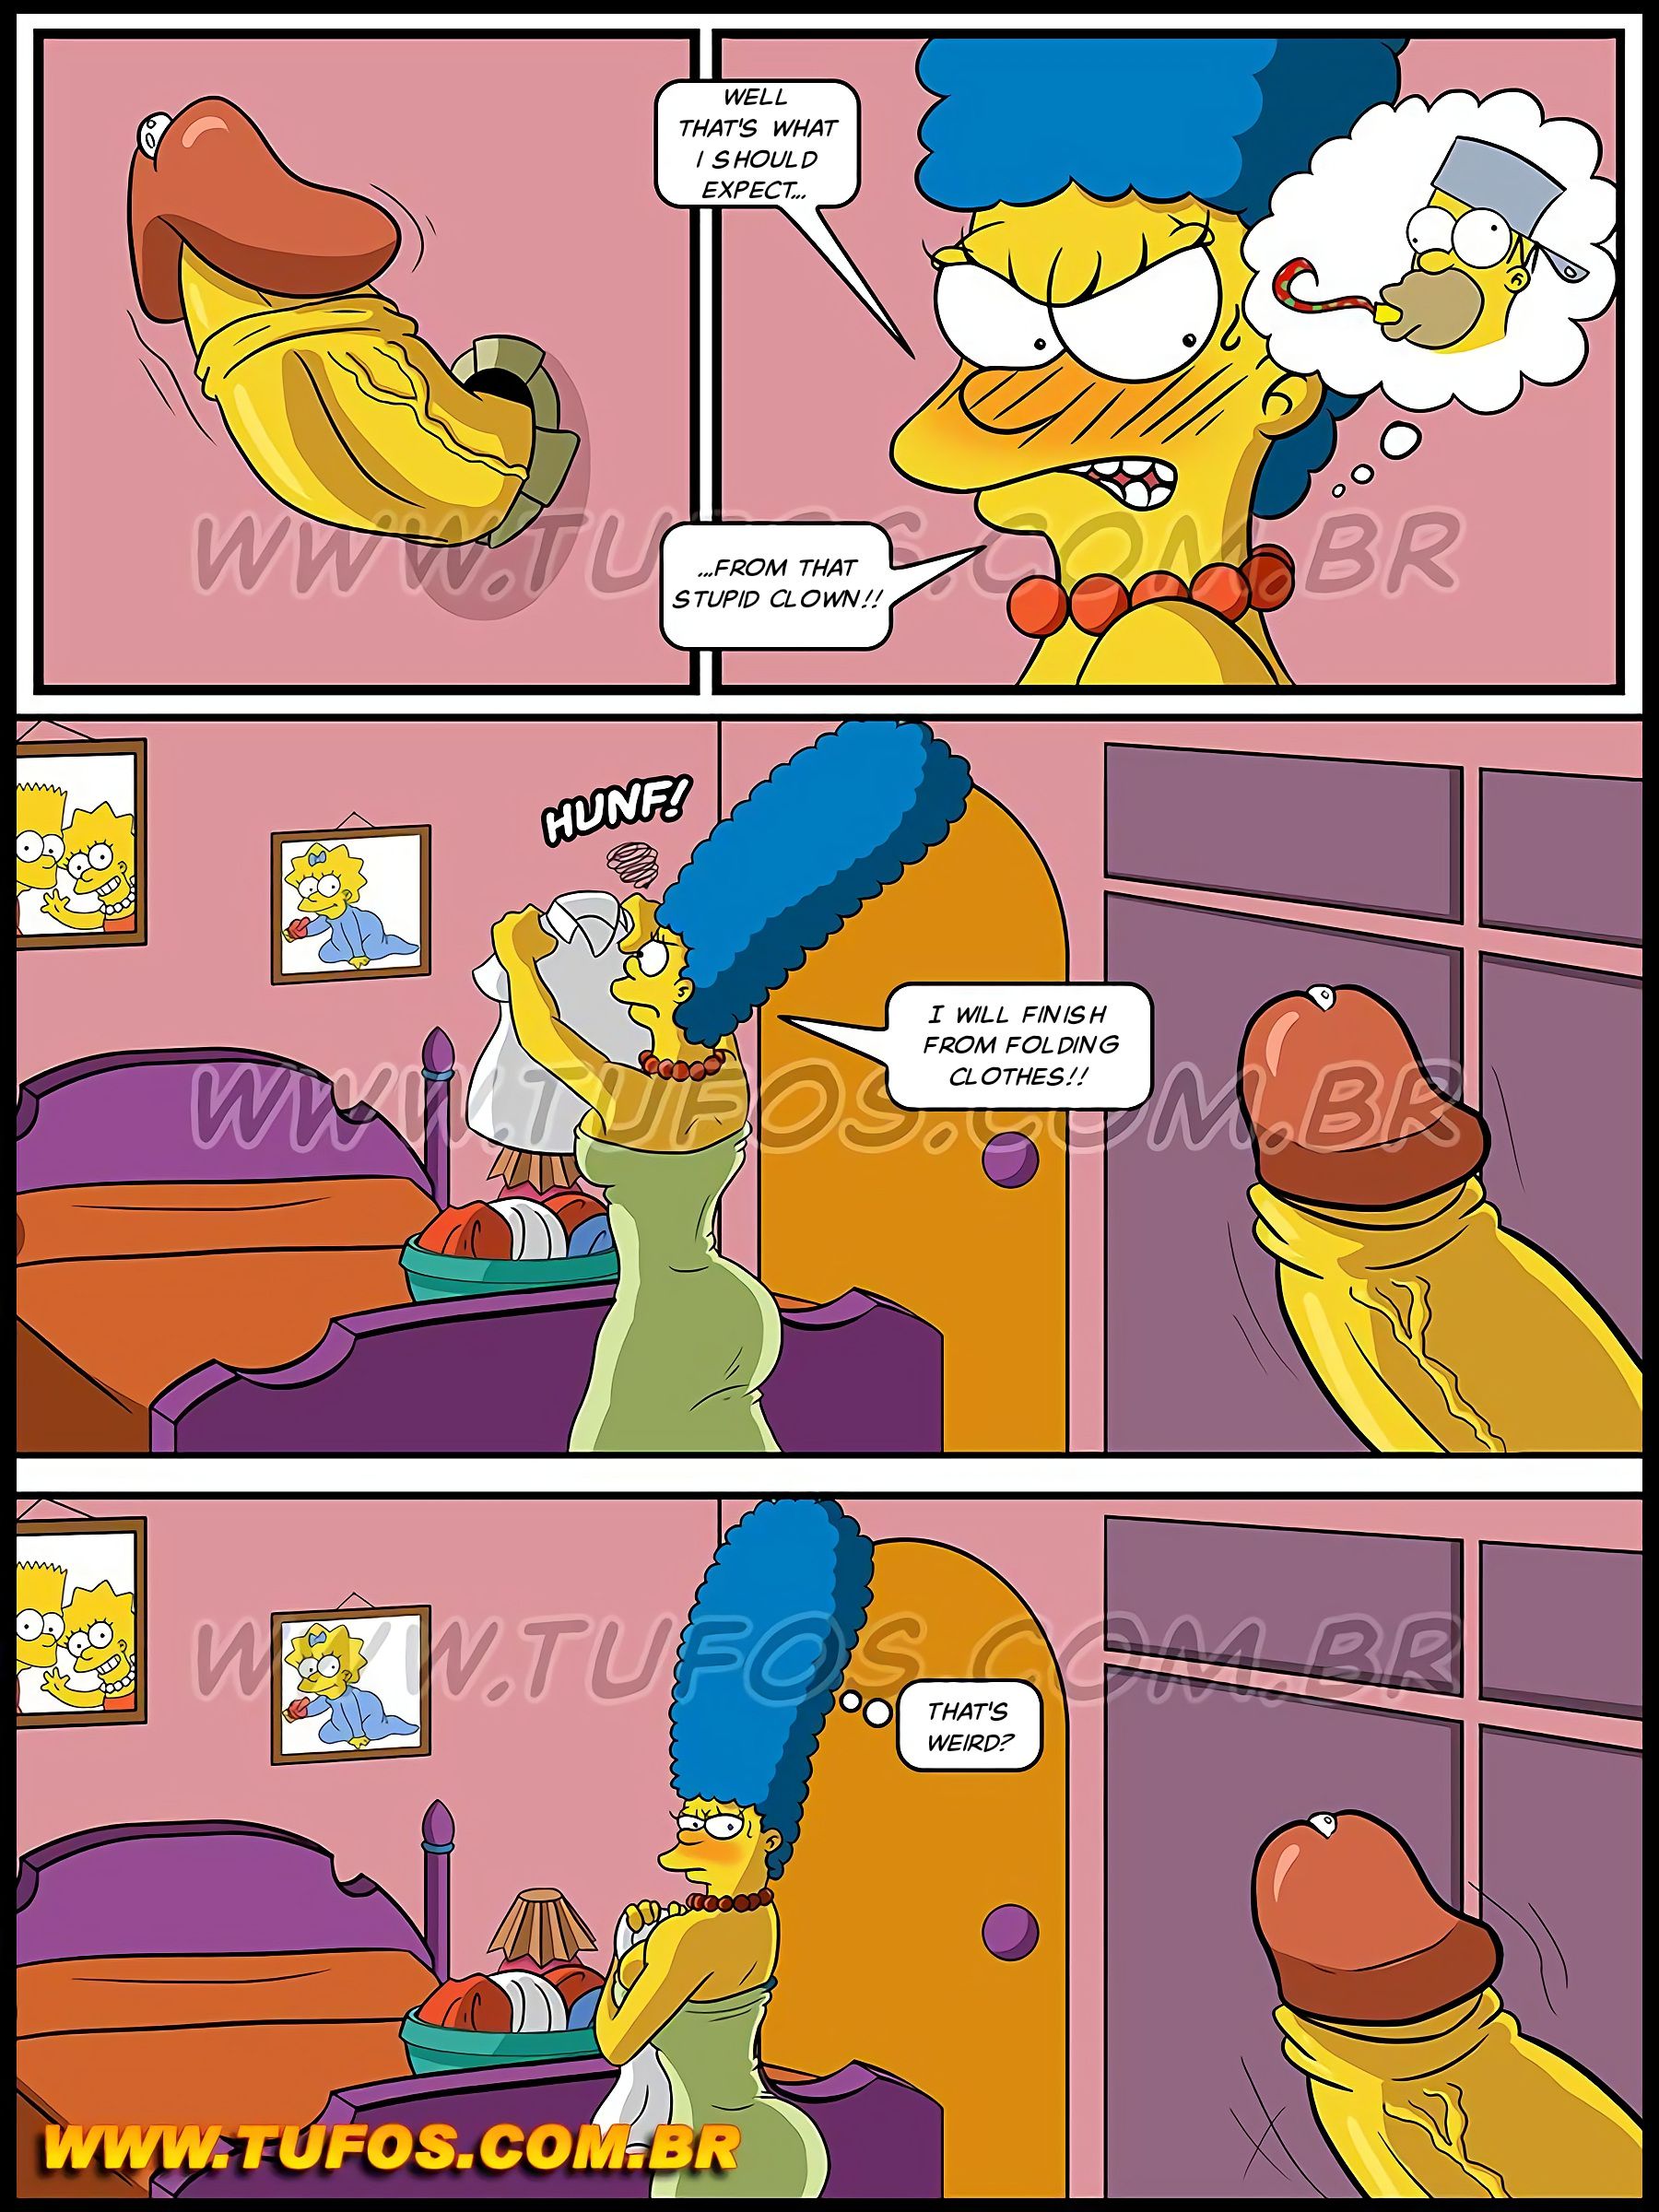 WELL
THAT'S WHAT
I SHOULD
EXPECT...
...FROM THAT
STUPID CLOWN!!
WWW.TUFOS.COM.BR
HUNF!
I WILL FINISH
FROM FOLDING
CLOTHES!!
WWW.TUFOS.COM.BR
WWW.TUFOS.COM.BR
THAT'S
WEIRD?
WWW.TUFOS.COM.BR